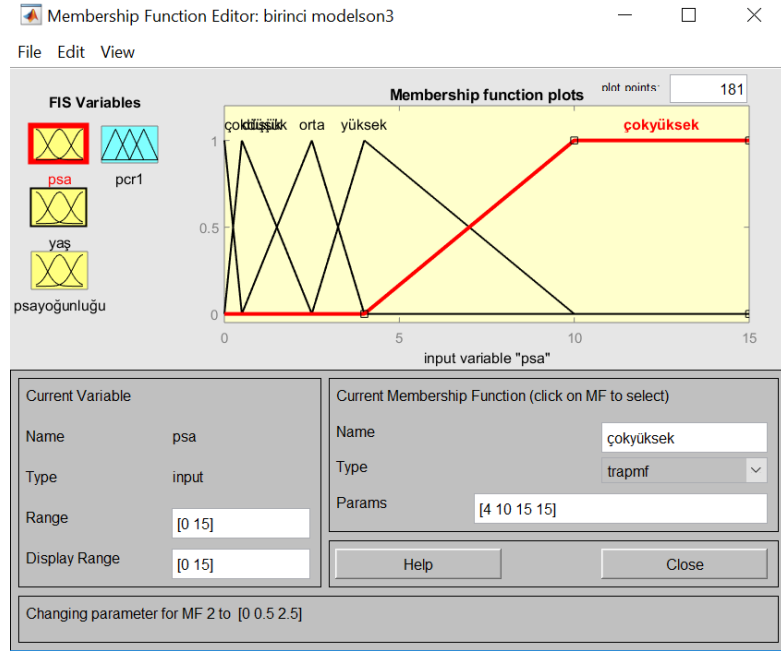 Membership Function Editor: birinci modelson3
File Edit View
FIS Variables
psa
pcr1
yaş
psayoğunluğu
Membership function plots
plot points:
181
orta
yüksek
çokyüksek
1
0.5
0
0
5
10
15
input variable "psa"
Current Variable
Name
psa
Type
input
Range
[0 15]
Display Range
[0 15]
Current Membership Function (click on MF to select)
Name
çokyüksek
Type
trapmf
Params
[4 10 15 15]
Help
Close
Changing parameter for MF 2 to [0 0.5 2.5]